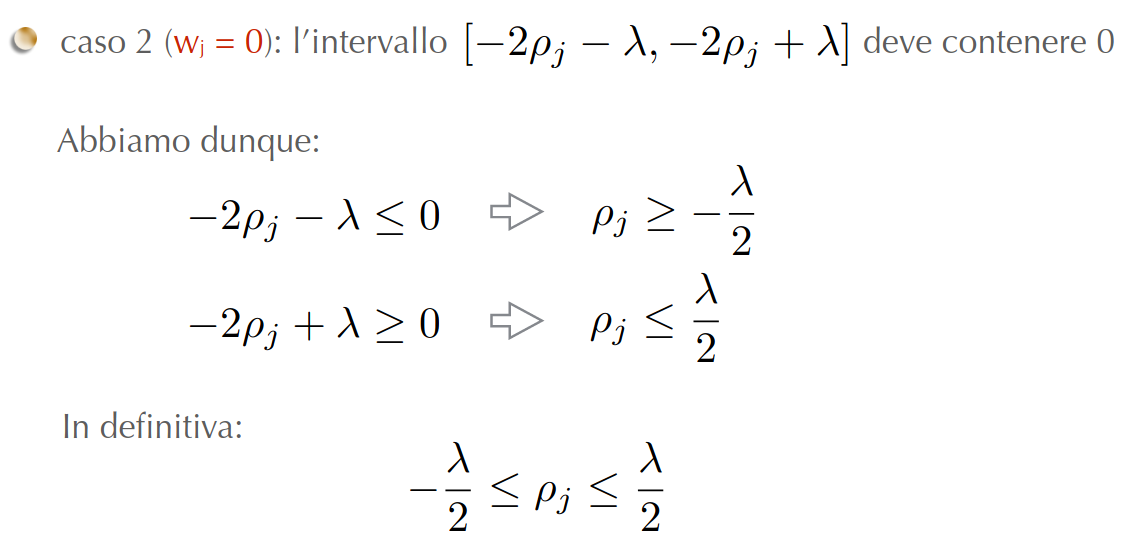 caso 2 (wⱼ = 0): l'intervallo [−2ρⱼ − λ, −2ρⱼ + λ] deve contenere 0
Abbiamo dunque:
−2ρⱼ − λ ≤ 0 ⇨ ρⱼ ≥ −λ/2
−2ρⱼ + λ ≥ 0 ⇨ ρⱼ ≤ λ/2
In definitiva:
−λ/2 ≤ ρⱼ ≤ λ/2